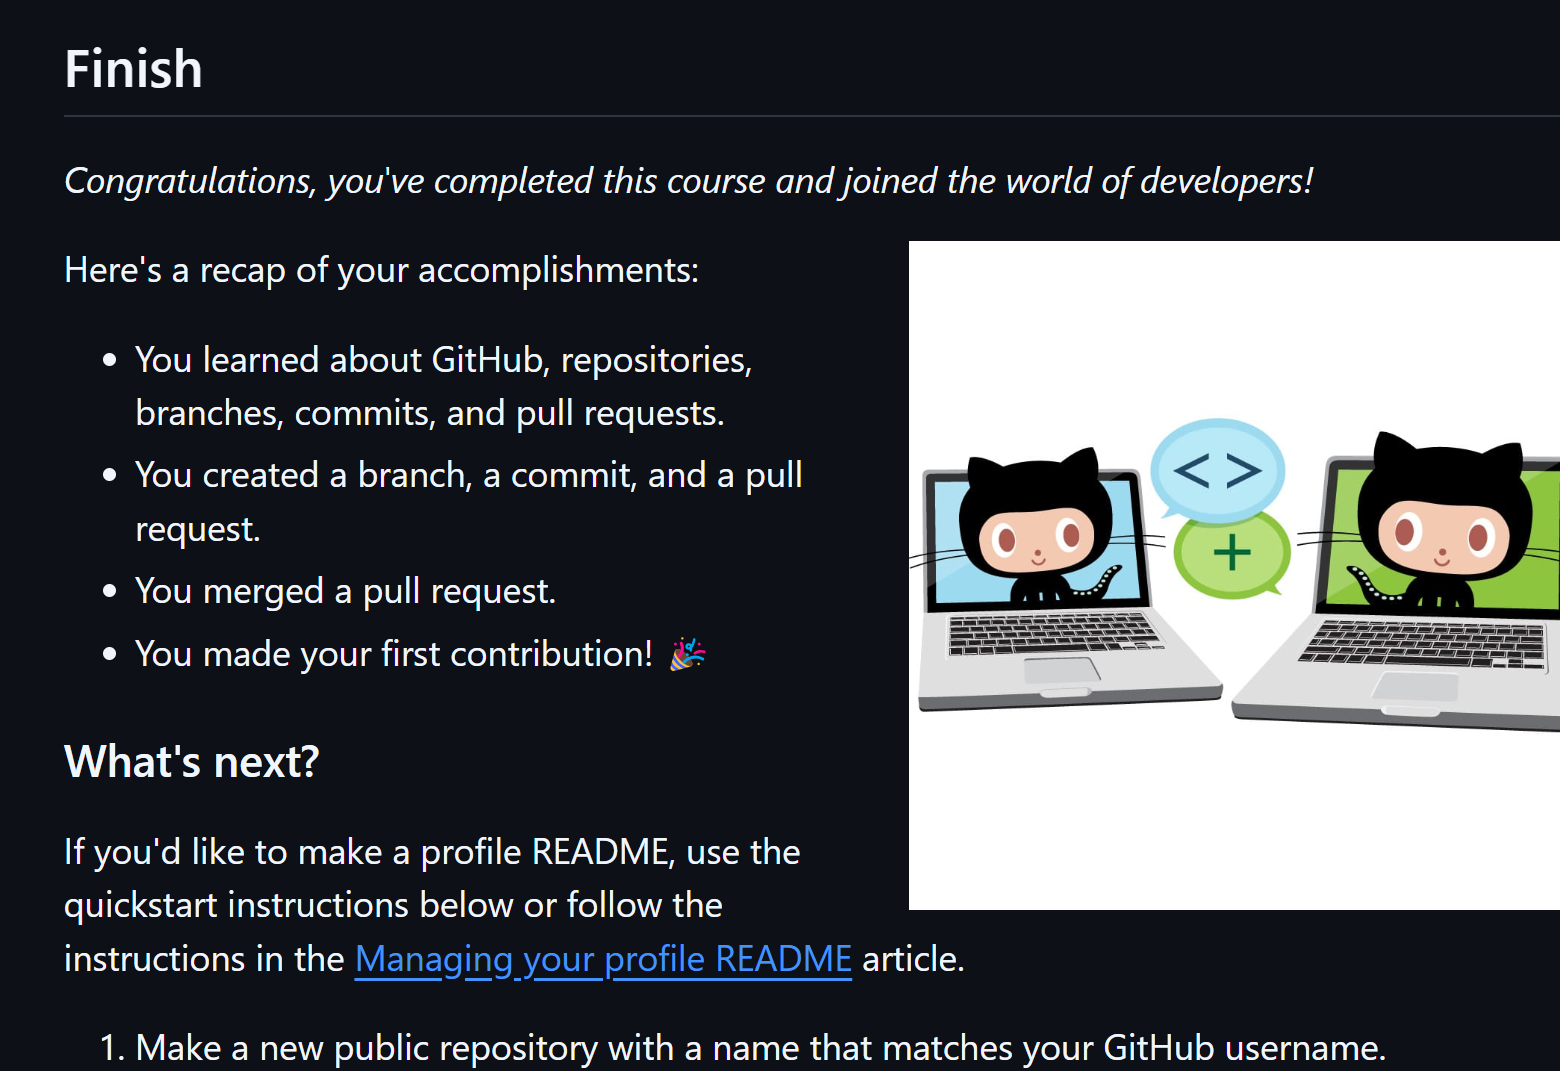 Finish
Congratulations, you've completed this course and joined the world of developers!
Here's a recap of your accomplishments:
• You learned about GitHub, repositories,
branches, commits, and pull requests.
• You created a branch, a commit, and a pull
request.
• You merged a pull request.
• You made your first contribution! 🎉
<>
+
What's next?
If you'd like to make a profile README, use the
quickstart instructions below or follow the
instructions in the Managing your profile README article.
1. Make a new public repository with a name that matches your GitHub username.